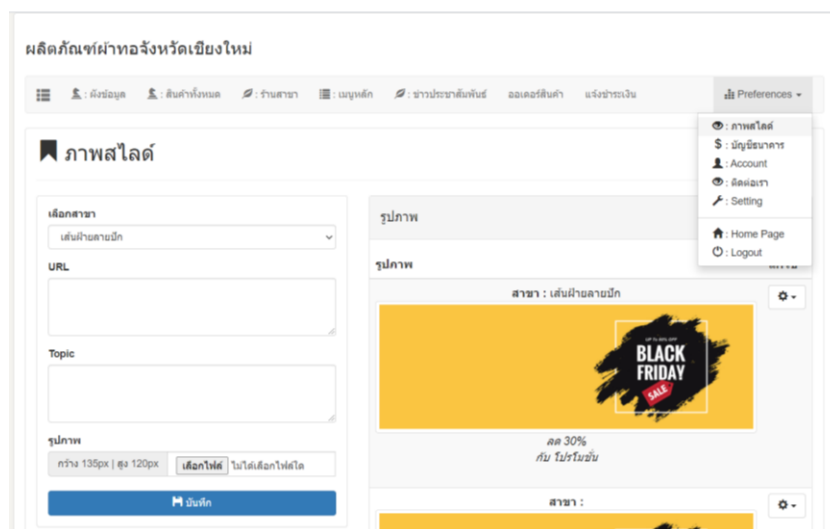 ผลิตภัณฑ์ผ้าทอจังหวัดเชียงใหม่
: ผังข้อมูล : สินค้าทั้งหมด : ร้านสาขา : เมนูหลัก : ข่าวประชาสัมพันธ์ ออเดอร์สินค้า แจ้งชำระเงิน Preferences
: ภาพสไลด์
$ : บัญชีธนาคาร
: Account
: ติดต่อเรา
: Setting
: Home Page
: Logout
ภาพสไลด์
เลือกสาขา
เส้นฝ้ายลายปัก
URL
Topic
รูปภาพ
กว้าง 135px | สูง 120px เลือกไฟล์ ไม่ได้เลือกไฟล์ใด
บันทึก
รูปภาพ
รูปภาพ
สาขา : เส้นฝ้ายลายปัก
BLACK
FRIDAY
SALE
ลด 30%
กับ โปรโมชั่น
สาขา :